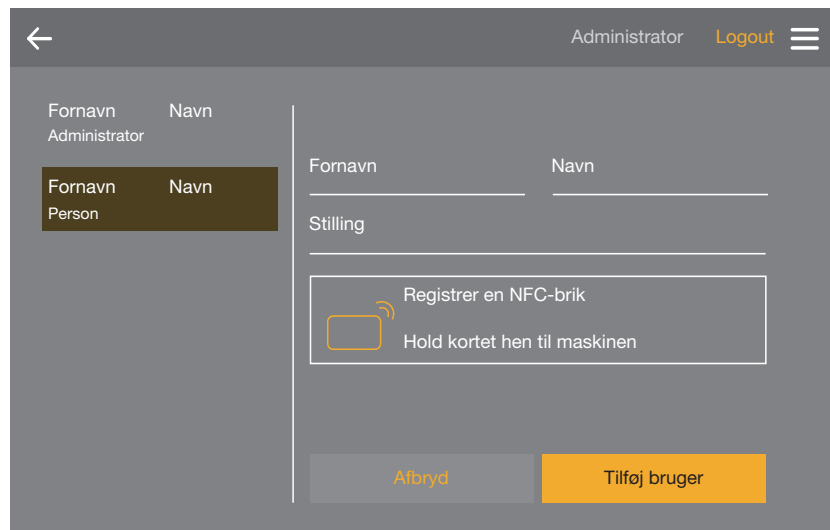 Administrator Logout
Fornavn Navn
Administrator
Fornavn Navn
Person
Fornavn Navn
Stilling
Registrer en NFC-brik
Hold kortet hen til maskinen
Afbryd Tilføj bruger